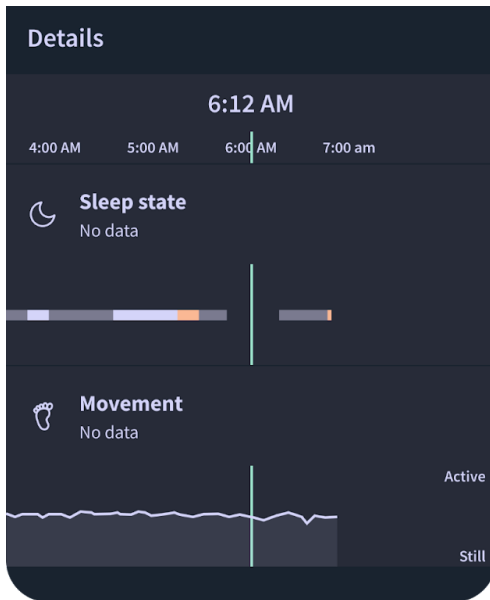 Details
6:12 AM
4:00 AM 5:00 AM 6:00 AM 7:00 am
Sleep state
No data
Movement
No data
Active
Still